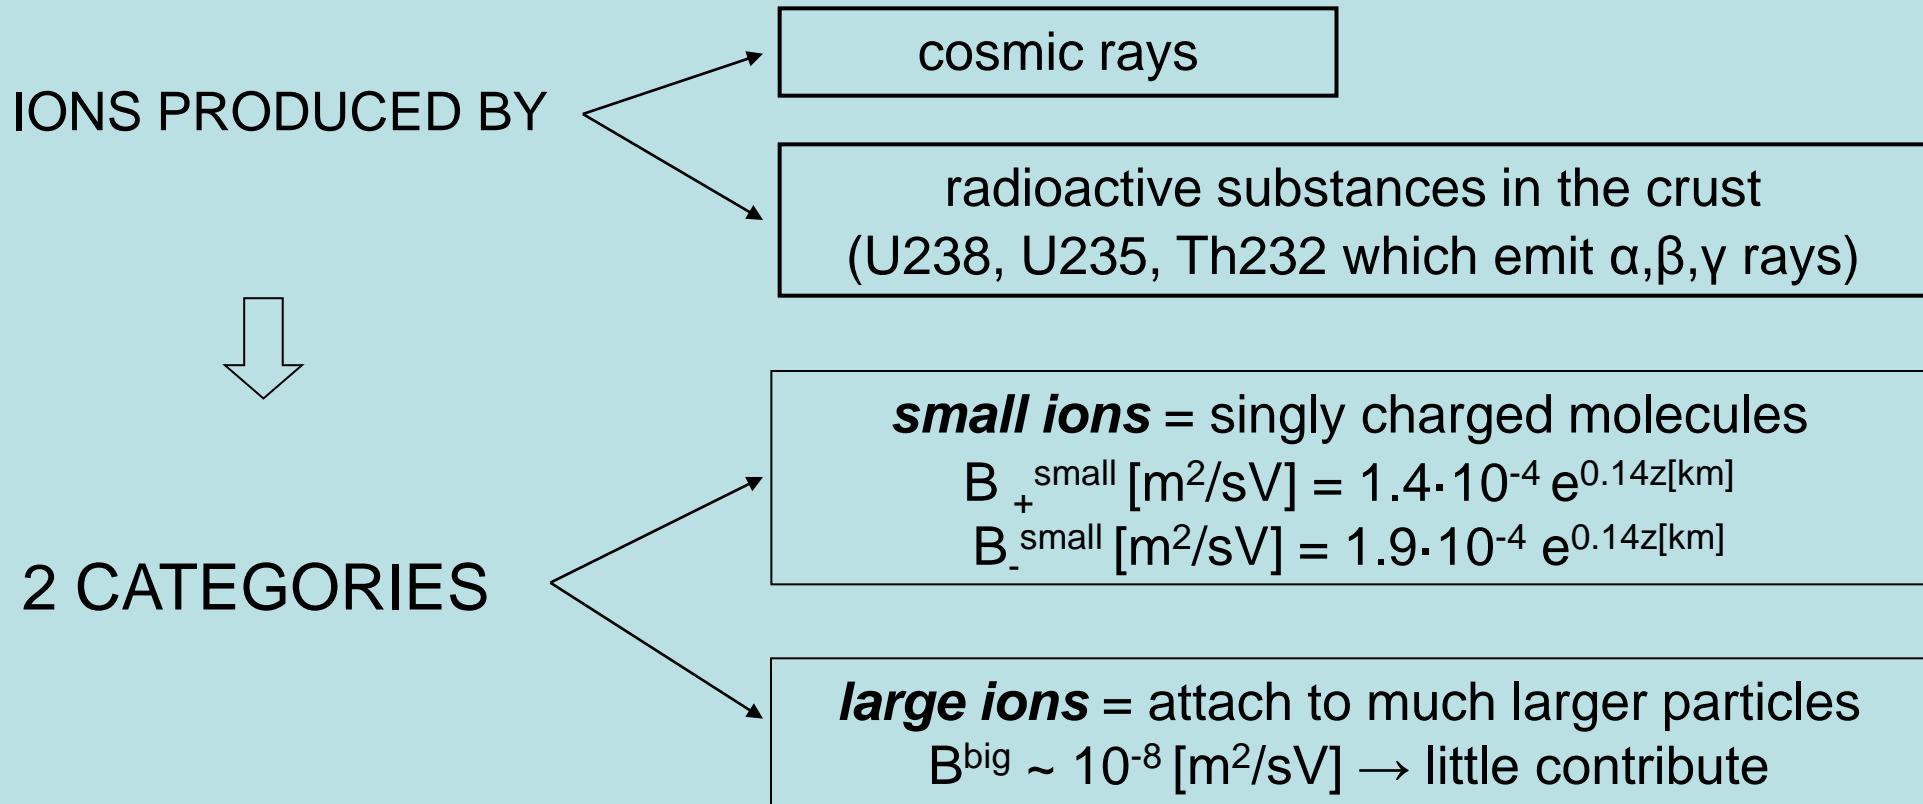 cosmic rays
IONS PRODUCED BY
radioactive substances in the crust
(U238, U235, Th232 which emit α,β,γ rays)
small ions = singly charged molecules
B ₊ˢᵐᵃˡˡ [m²/sV] = 1.4·10⁻⁴ e⁰·¹⁴ᶻ[ᵏᵐ]
B₋ˢᵐᵃˡˡ [m²/sV] = 1.9·10⁻⁴ e⁰·¹⁴ᶻ[ᵏᵐ]
2 CATEGORIES
large ions = attach to much larger particles
Bᵇⁱᵍ ~ 10⁻⁸ [m²/sV] → little contribute